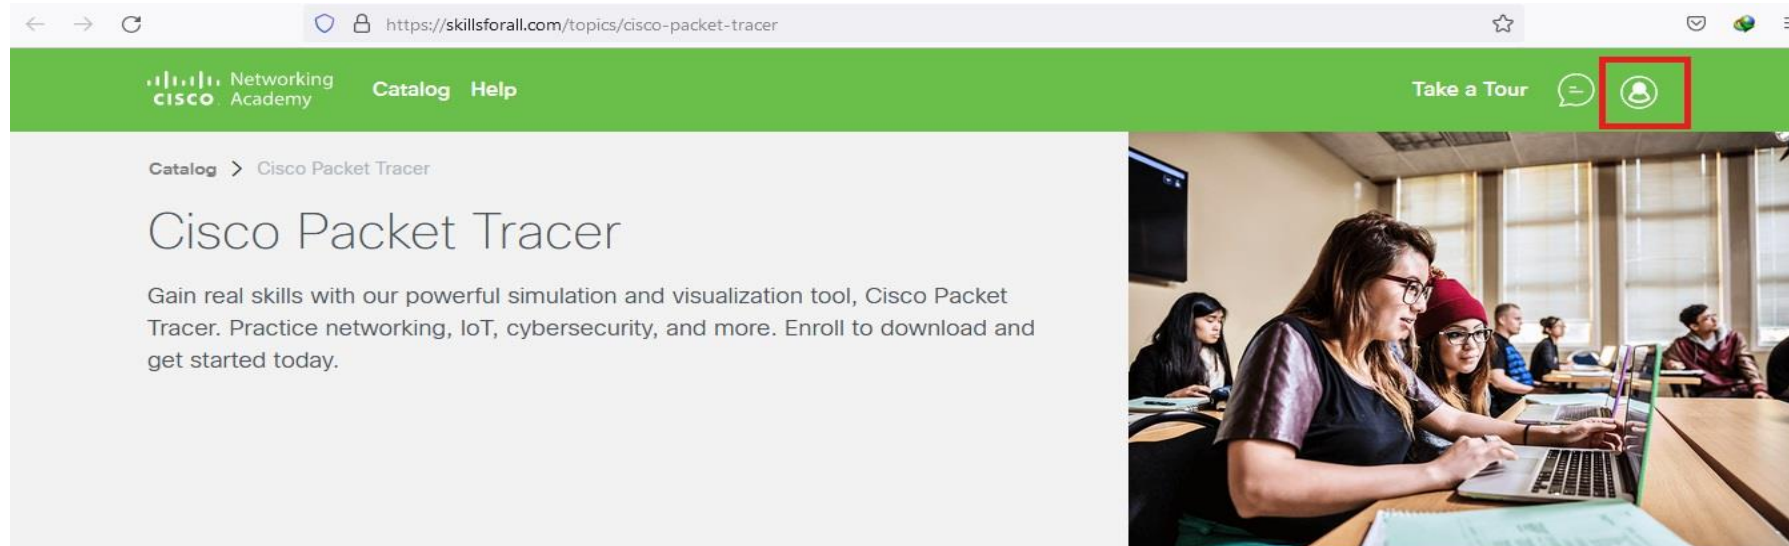 https://skillsforall.com/topics/cisco-packet-tracer
CISCO Networking Academy
Catalog Help
Take a Tour
Catalog > Cisco Packet Tracer
Cisco Packet Tracer
Gain real skills with our powerful simulation and visualization tool, Cisco Packet
Tracer. Practice networking, IoT, cybersecurity, and more. Enroll to download and
get started today.